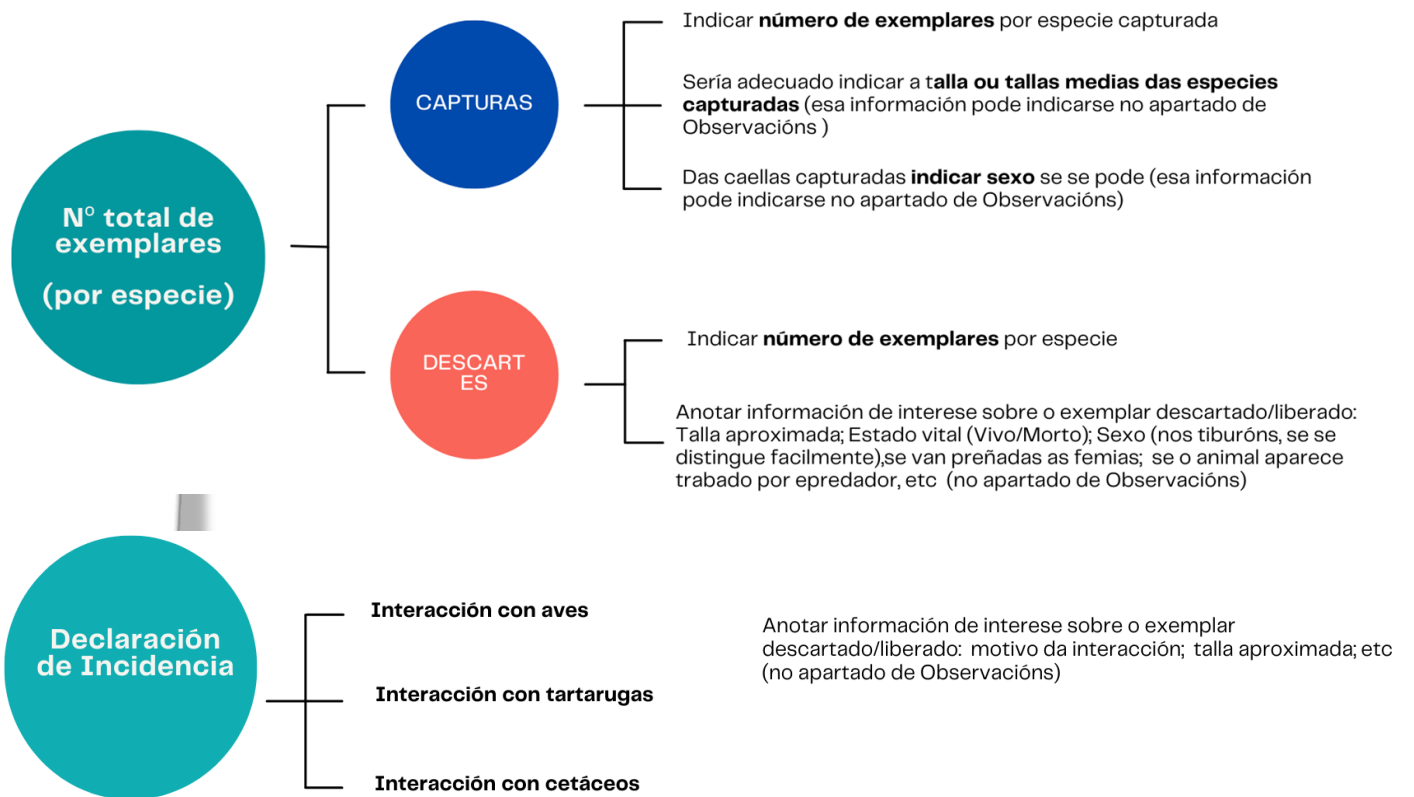 Nº total de
exemplares
(por especie)
CAPTURAS
Indicar número de exemplares por especie capturada
Sería adecuado indicar a talla ou tallas medias das especies
capturadas (esa información pode indicarse no apartado de
Observacións )
Das caellas capturadas indicar sexo se se pode (esa información
pode indicarse no apartado de Observacións)
DESCART
ES
Indicar número de exemplares por especie
Anotar información de interese sobre o exemplar descartado/liberado:
Talla aproximada; Estado vital (Vivo/Morto); Sexo (nos tiburóns, se se
distingue facilmente),se van preñadas as femias; se o animal aparece
trabado por epredador, etc (no apartado de Observacións)
Declaración
de Incidencia
Interacción con aves
Interacción con tartarugas
Interacción con cetáceos
Anotar información de interese sobre o exemplar
descartado/liberado: motivo da interacción; talla aproximada; etc
(no apartado de Observacións)